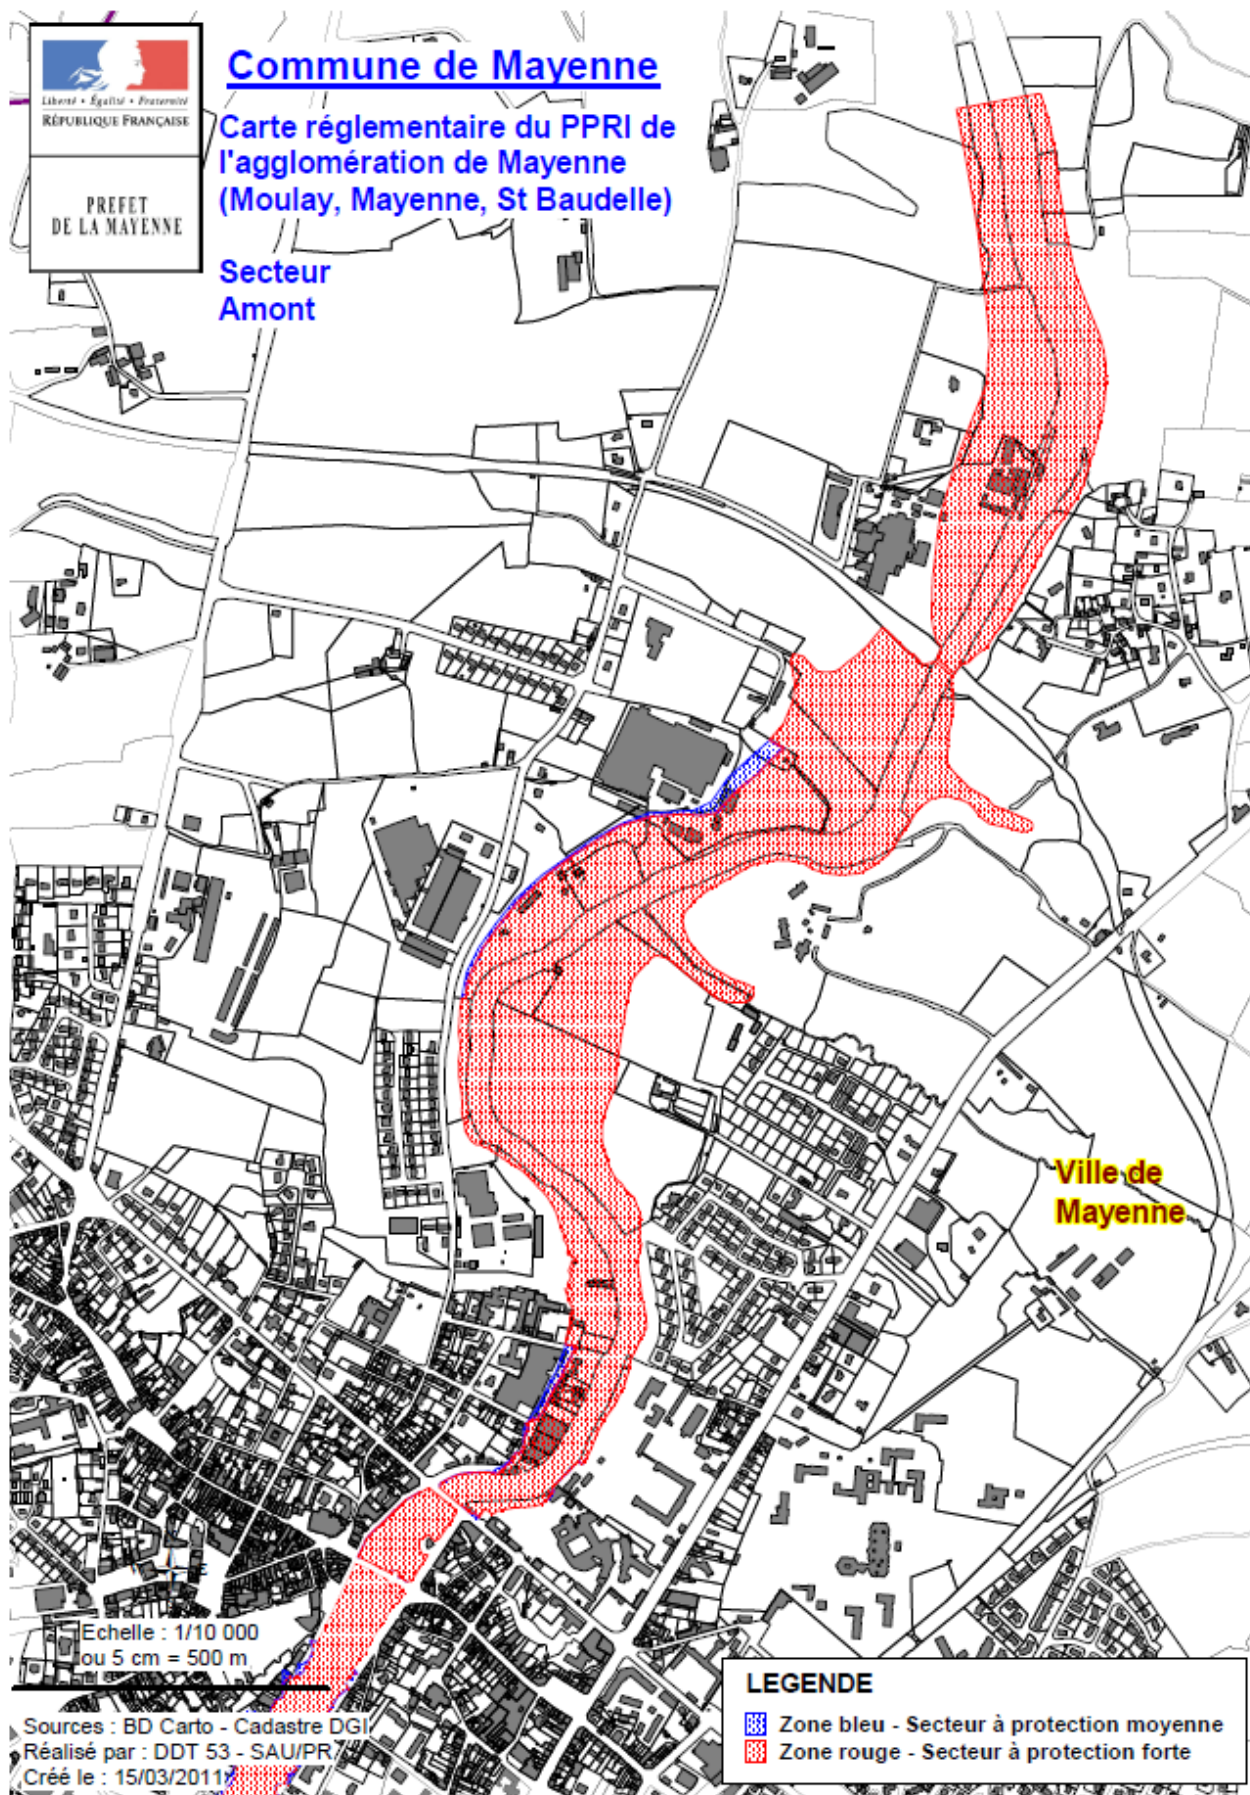 Liberté • Égalité • Fraternité
RÉPUBLIQUE FRANÇAISE
PREFET
DE LA MAYENNE
Commune de Mayenne
Carte réglementaire du PPRI de
l'agglomération de Mayenne
(Moulay, Mayenne, St Baudelle)
Secteur
Amont
Ville de
Mayenne
E
Echelle : 1/10 000
ou 5 cm = 500 m
Sources : BD Carto - Cadastre DGI
Réalisé par : DDT 53 - SAU/PR
Créé le : 15/03/2011
LEGENDE
Zone bleu - Secteur à protection moyenne
Zone rouge - Secteur à protection forte